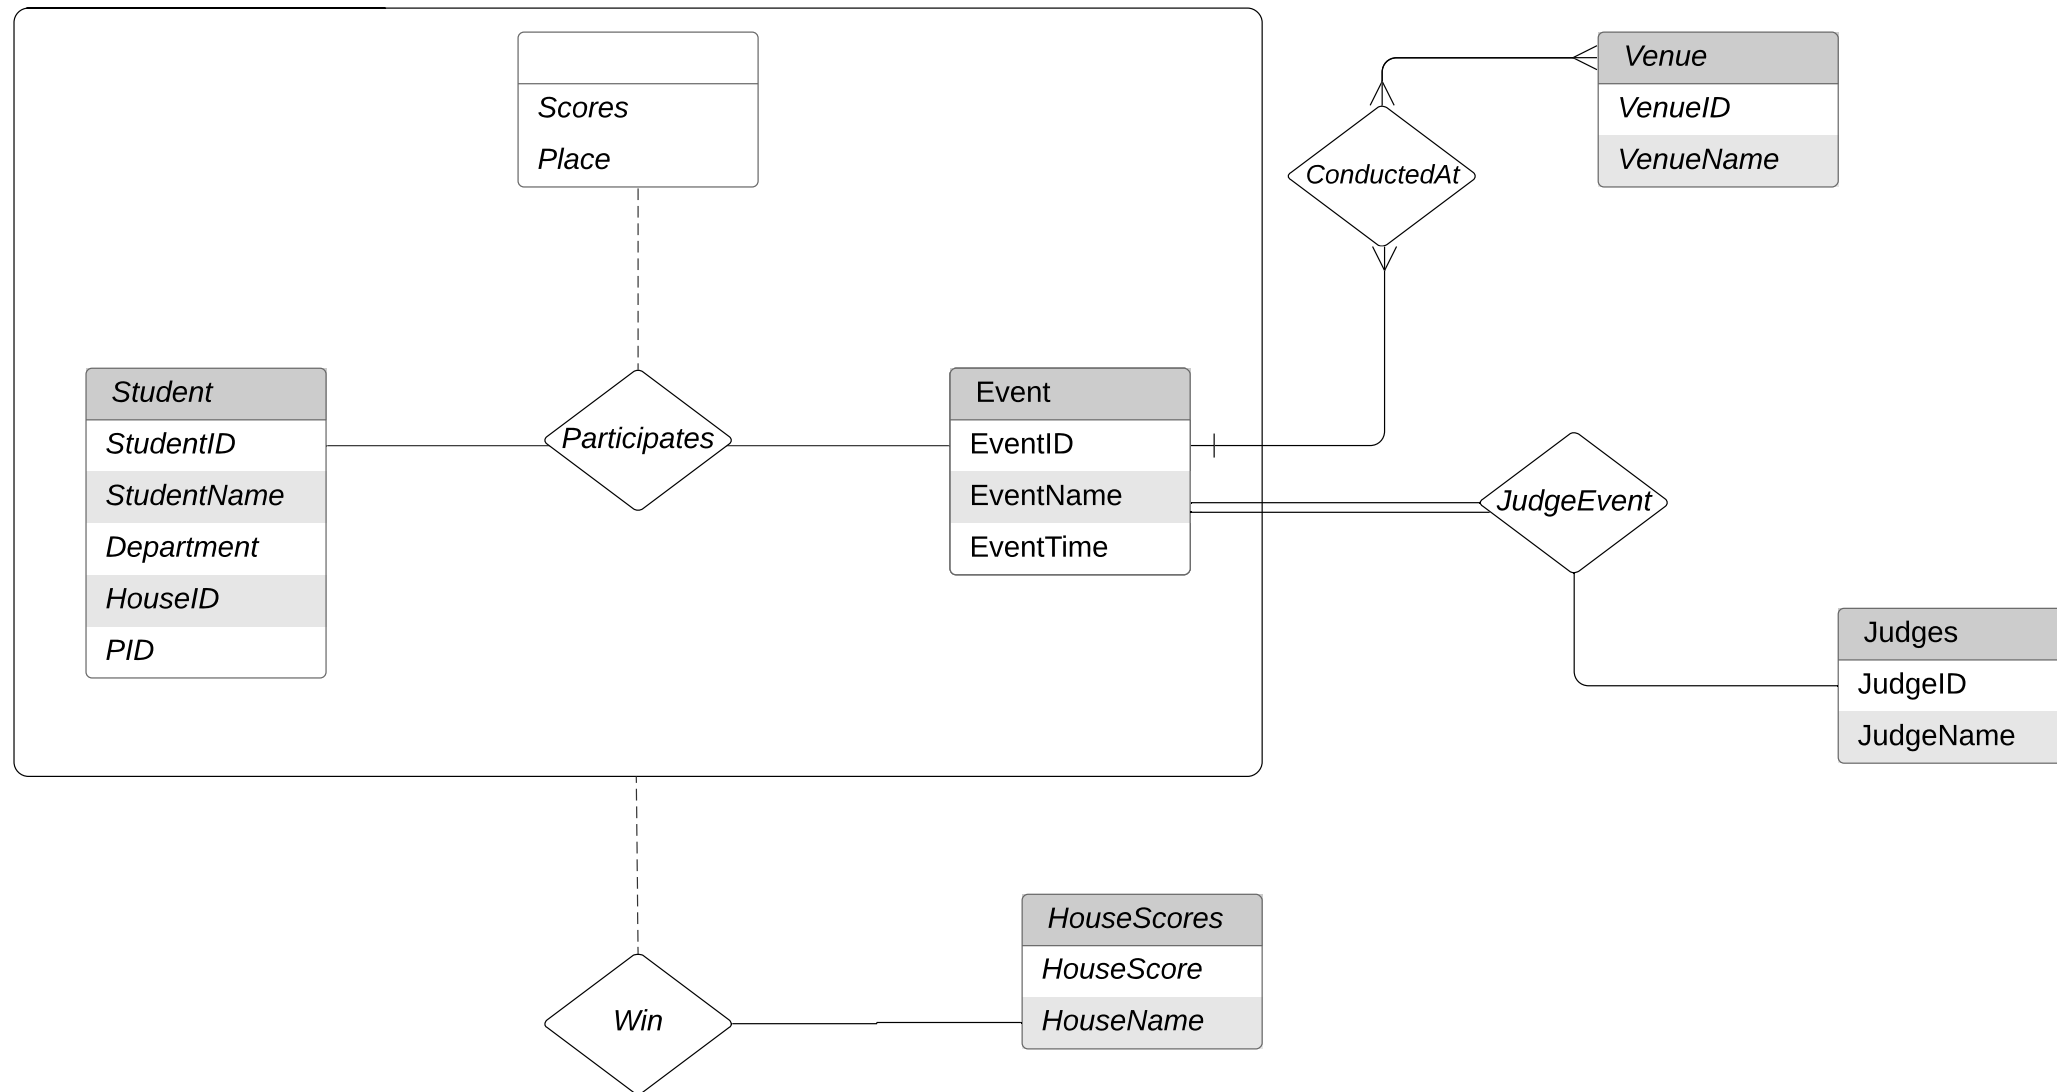 Scores
Place
Venue
VenueID
VenueName
ConductedAt
Student
StudentID
StudentName
Department
HouseID
PID
Participates
Event
EventID
EventName
EventTime
JudgeEvent
Judges
JudgeID
JudgeName
Win
HouseScores
HouseScore
HouseName